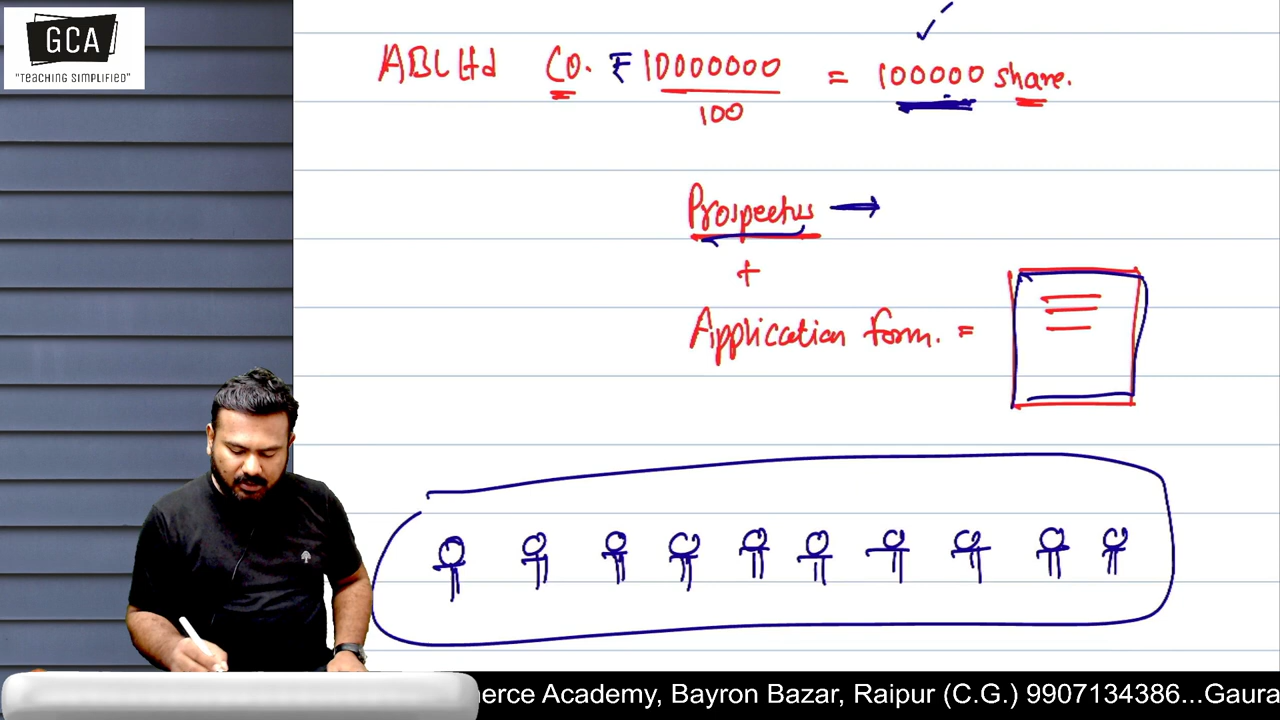 GCA
"TEACHING SIMPLIFIED"
ABC Ltd Co. ₹ 10000000 = 100000 share.
100
Prospectus →
+
Application form. =
erce Academy, Bayron Bazar, Raipur (C.G.) 9907134386...Gaura